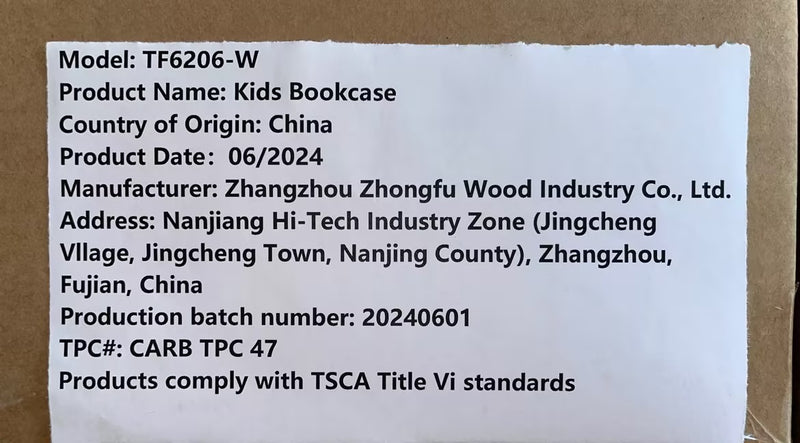 Model: TF6206-W
Product Name: Kids Bookcase
Country of Origin: China
Product Date: 06/2024
Manufacturer: Zhangzhou Zhongfu Wood Industry Co., Ltd.
Address: Nanjiang Hi-Tech Industry Zone (Jingcheng
Vllage, Jingcheng Town, Nanjing County), Zhangzhou,
Fujian, China
Production batch number: 20240601
TPC#: CARB TPC 47
Products comply with TSCA Title Vi standards